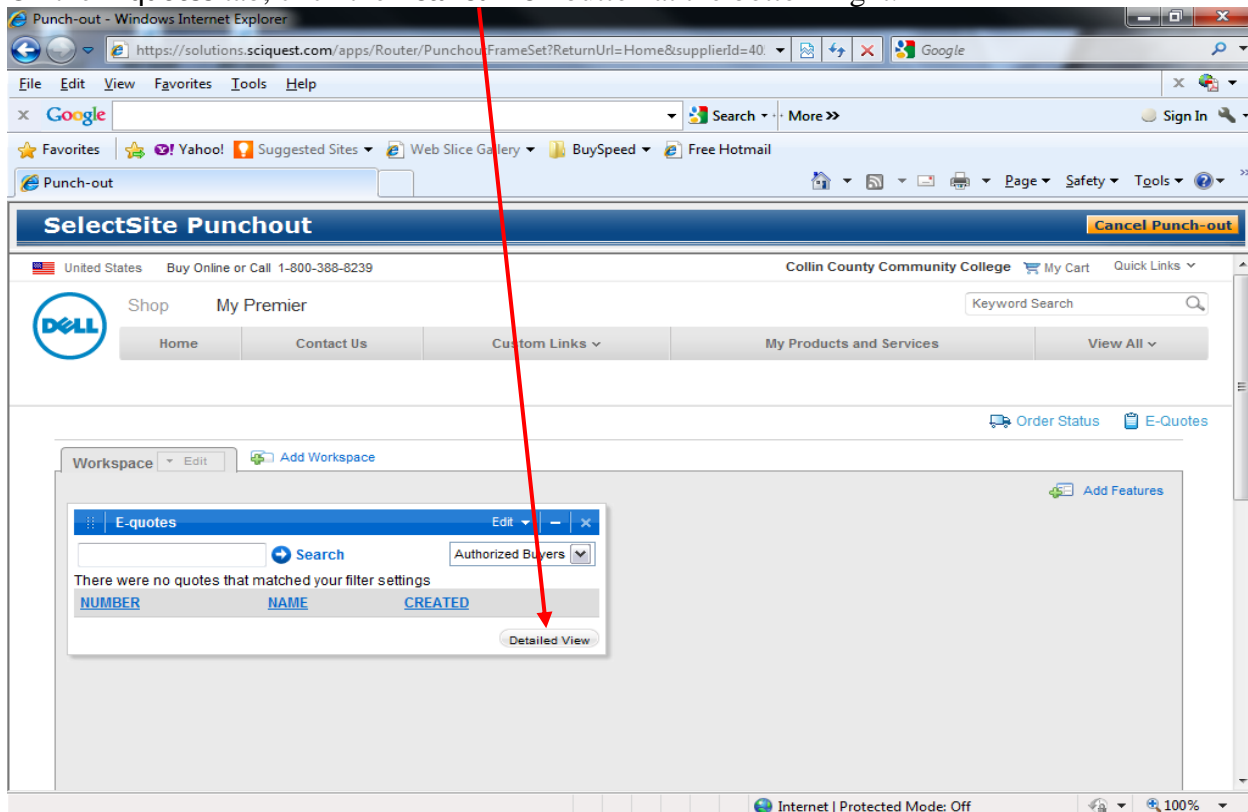 Punch-out - Windows Internet Explorer
https://solutions.sciquest.com/apps/Router/PunchoutFrameSet?ReturnUrl=Home&supplierId=40 Google
File Edit View Favorites Tools Help
x Google Search More >> Sign In
Favorites Yahoo! Suggested Sites Web Slice Gallery BuySpeed Free Hotmail
Punch-out Page Safety Tools
SelectSite Punchout Cancel Punch-out
United States Buy Online or Call 1-800-388-8239 Collin County Community College My Cart Quick Links
DELL Shop My Premier Keyword Search
Home Contact Us Custom Links My Products and Services View All
Order Status E-Quotes
Workspace Edit Add Workspace
Add Features
E-quotes Edit
Search Authorized Buyers
There were no quotes that matched your filter settings
NUMBER NAME CREATED
Detailed View
Internet | Protected Mode: Off 100%